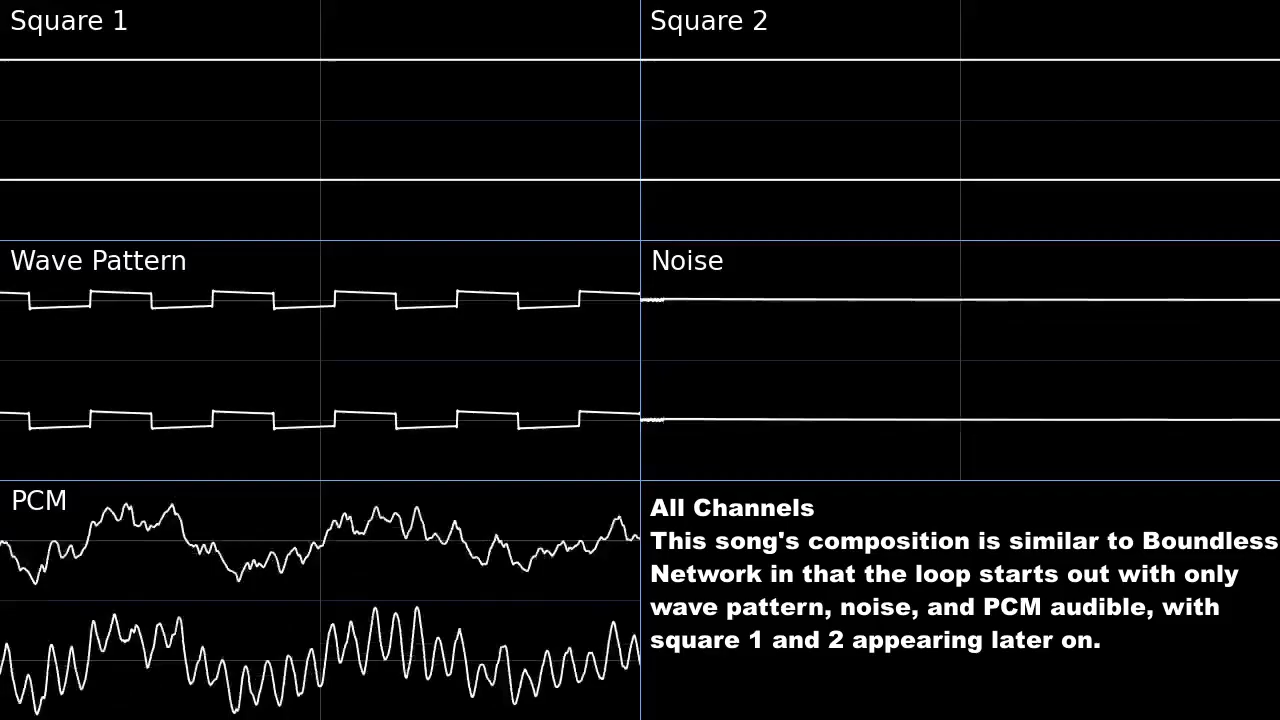 Square 1
Square 2
Wave Pattern
Noise
PCM
All Channels
This song's composition is similar to Boundless
Network in that the loop starts out with only
wave pattern, noise, and PCM audible, with
square 1 and 2 appearing later on.